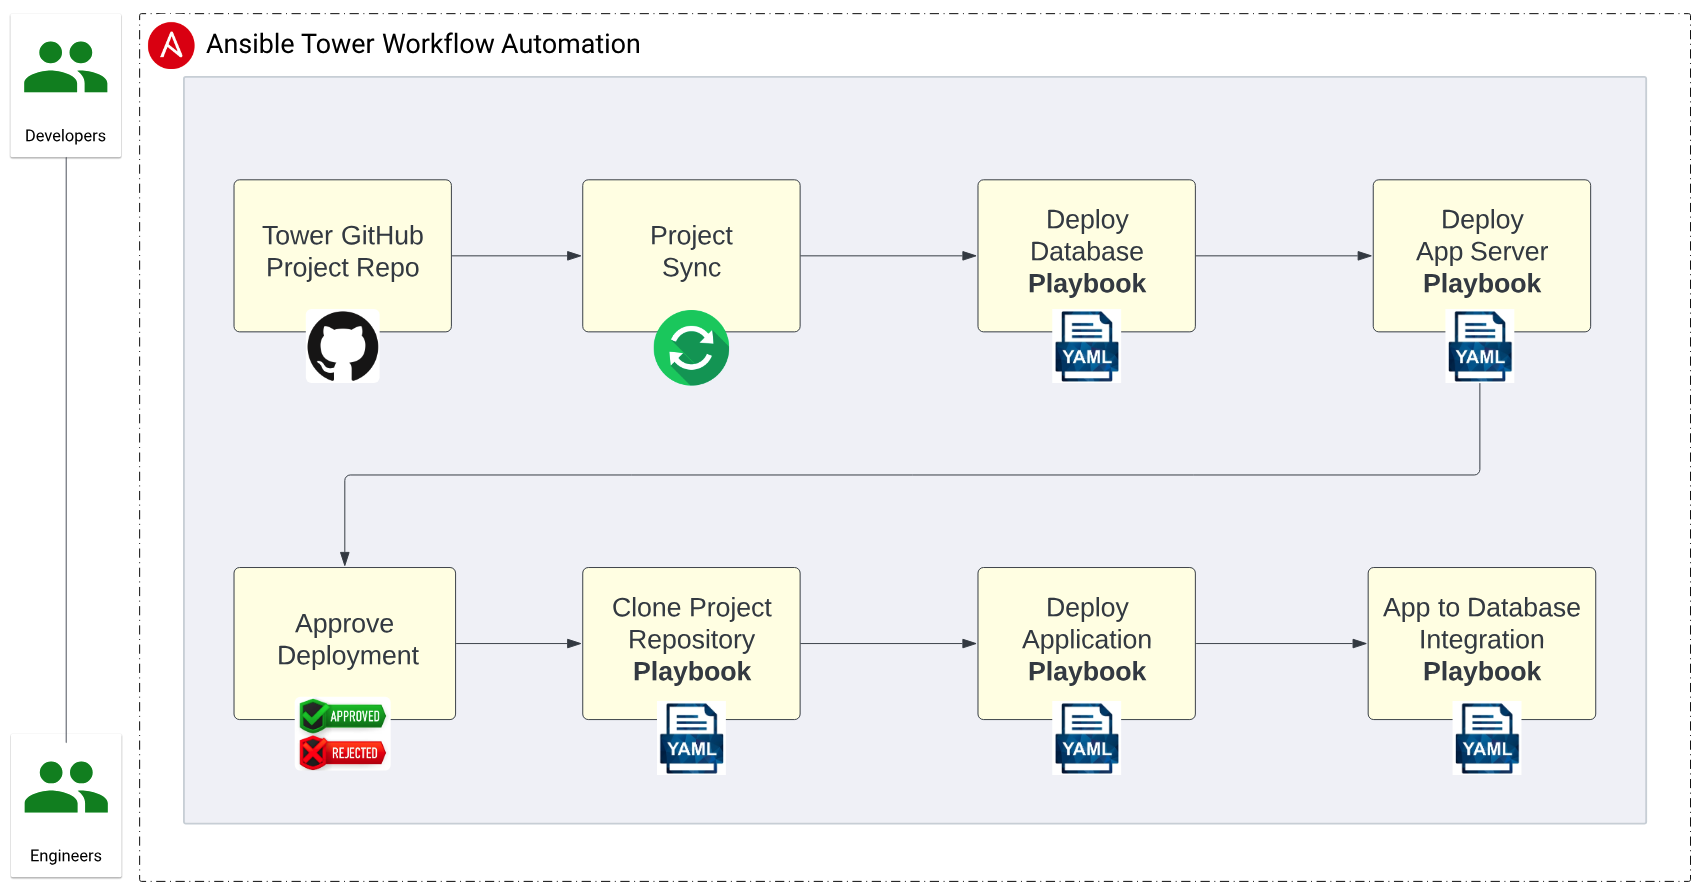 Ansible Tower Workflow Automation
Developers
Tower GitHub
Project Repo
Project
Sync
Deploy
Database
Playbook
YAML
Deploy
App Server
Playbook
YAML
Approve
Deployment
APPROVED
REJECTED
Clone Project
Repository
Playbook
YAML
Deploy
Application
Playbook
YAML
App to Database
Integration
Playbook
YAML
Engineers